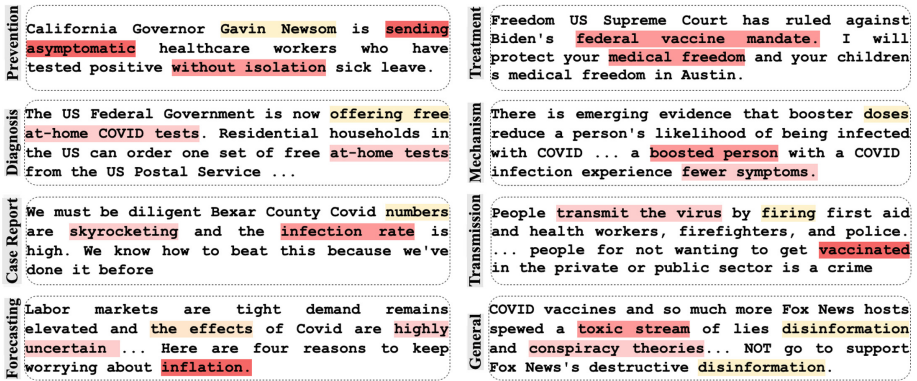 Prevention
California Governor Gavin Newsom is sending
asymptomatic healthcare workers who have
tested positive without isolation sick leave.
Treatment
Freedom US Supreme Court has ruled against
Biden's federal vaccine mandate. I will
protect your medical freedom and your children
s medical freedom in Austin.
Diagnosis
The US Federal Government is now offering free
at-home COVID tests. Residential households in
the US can order one set of free at-home tests
from the US Postal Service ...
Mechanism
There is emerging evidence that booster doses
reduce a person's likelihood of being infected
with COVID ... a boosted person with a COVID
infection experience fewer symptoms.
Case Report
We must be diligent Bexar County Covid numbers
are skyrocketing and the infection rate is
high. We know how to beat this because we've
done it before
Transmission
People transmit the virus by firing first aid
and health workers, firefighters, and police.
... people for not wanting to get vaccinated
in the private or public sector is a crime
Forecasting
Labor markets are tight demand remains
elevated and the effects of Covid are highly
uncertain ... Here are four reasons to keep
worrying about inflation.
General
COVID vaccines and so much more Fox News hosts
spewed a toxic stream of lies disinformation
and conspiracy theories... NOT go to support
Fox News's destructive disinformation.